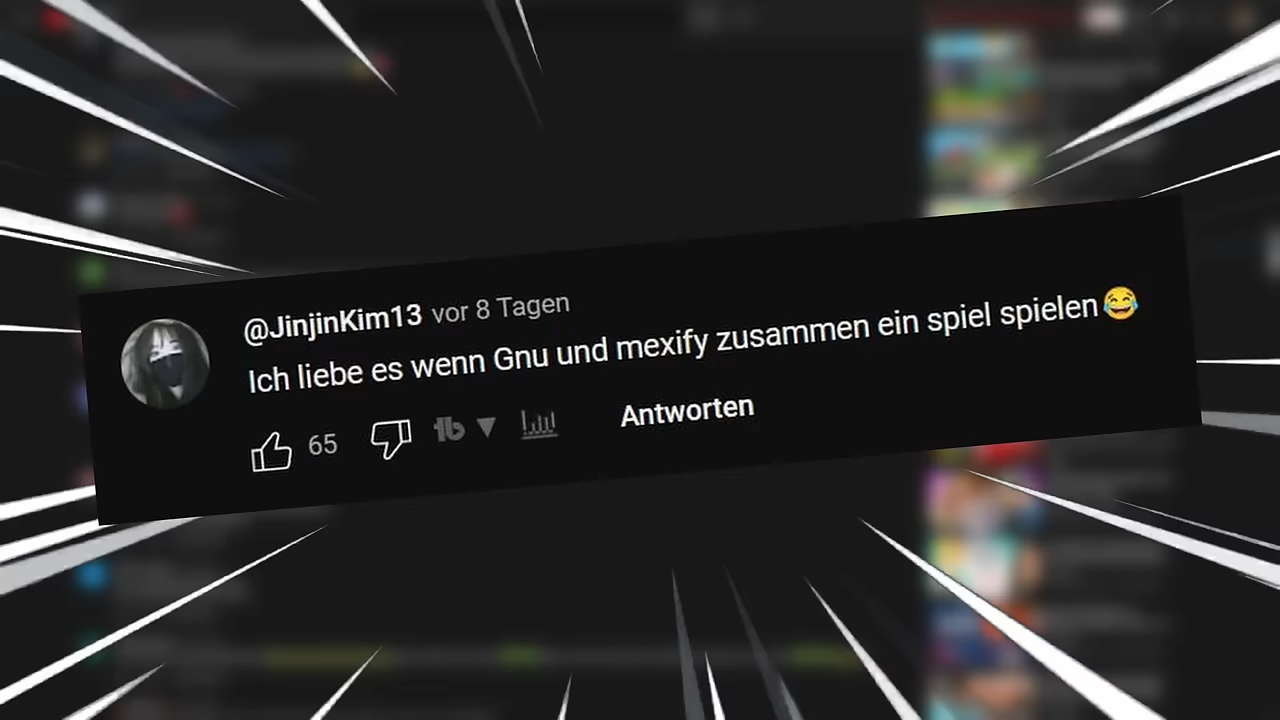 @JinjinKim13 vor 8 Tagen
Ich liebe es wenn Gnu und mexify zusammen ein spiel spielen😂
65
Antworten